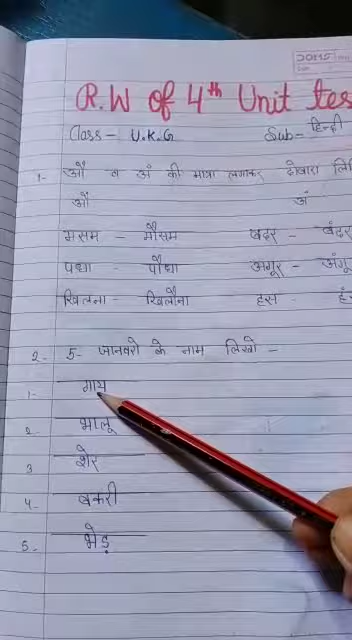 R.W of 4th Unit tes
Class - U.K.G Sub - हिन्दी
1- औ व अं की मात्रा लगाकर दोबारा लि
औ अं
मसम - मौसम बदर - बंदर
पधा - पौधा अगूर - अंगू
खिलना - खिलौना हस - हं
2- 5- जानवरो के नाम लिखो -
1- गाय
2 भालू
3 शेर
4- बकरी
5- भेड़